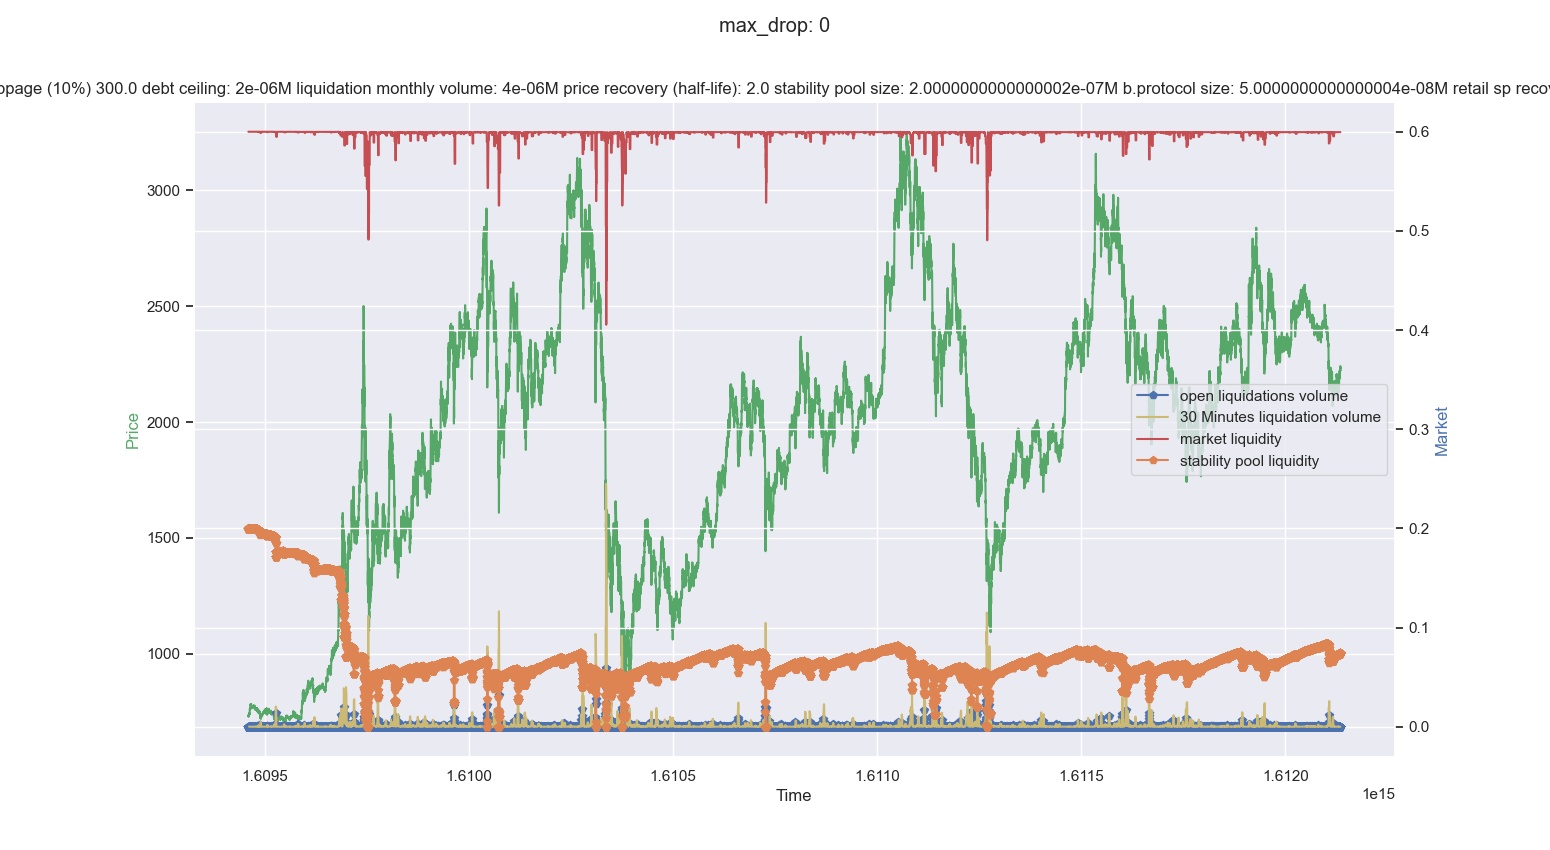 max_drop: 0
(10%) 300.0 debt ceiling: 2e-06M liquidation monthly volume: 4e-06M price recovery (half-life): 2.0 stability pool size: 2.0000000000000002e-07M b.protocol size: 5.0000000000000004e-08M retail sp
3000
2500
2000
1500
1000
Price
0.6
0.5
0.4
0.3
0.2
0.1
0.0
Market
open liquidations volume
30 Minutes liquidation volume
market liquidity
stability pool liquidity
1.6095 1.6100 1.6105 1.6110 1.6115 1.6120
Time
1e15